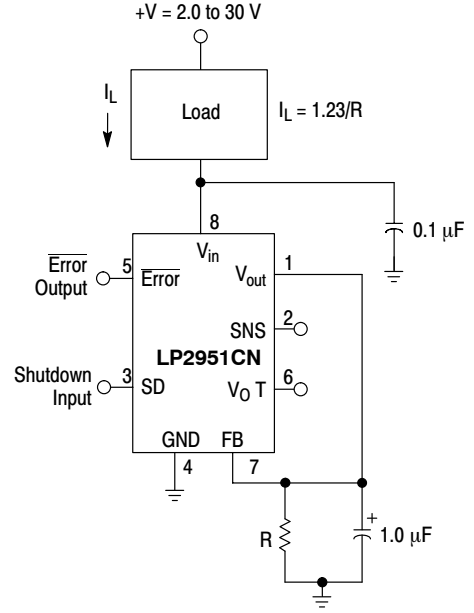 +V = 2.0 to 30 V
I_L
Load
I_L = 1.23/R
8
V_in
0.1 µF
Error
Output
5
Error
V_out
1
SNS
2
LP2951CN
Shutdown
Input
3
SD
V_O T
6
GND
FB
4
7
R
+
1.0 µF